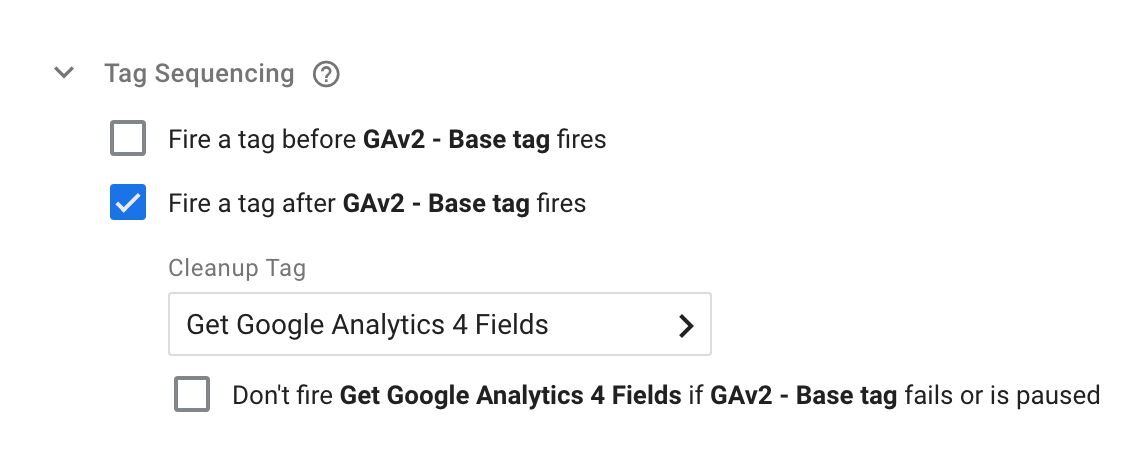 Tag Sequencing ?
Fire a tag before GAv2 - Base tag fires
Fire a tag after GAv2 - Base tag fires
Cleanup Tag
Get Google Analytics 4 Fields
Don't fire Get Google Analytics 4 Fields if GAv2 - Base tag fails or is paused